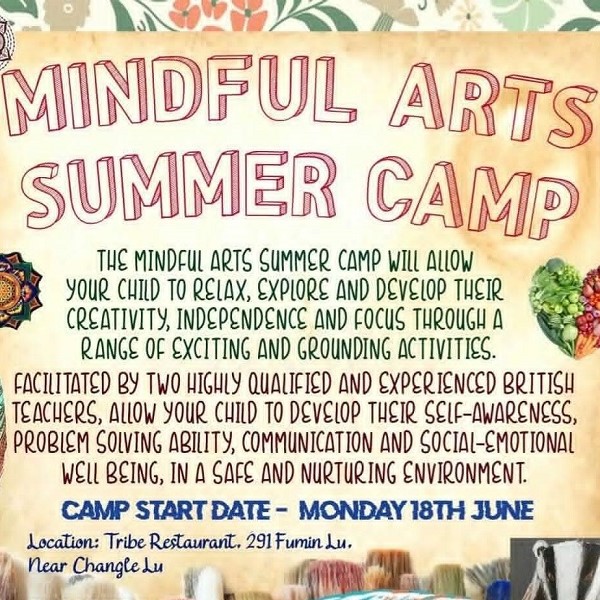 MINDFUL ARTS
SUMMER CAMP
THE MINDFUL ARTS SUMMER CAMP WILL ALLOW
YOUR CHILD TO RELAX, EXPLORE AND DEVELOP THEIR
CREATIVITY, INDEPENDENCE AND FOCUS THROUGH A
RANGE OF EXCITING AND GROUNDING ACTIVITIES.
FACILITATED BY TWO HIGHLY QUALIFIED AND EXPERIENCED BRITISH
TEACHERS, ALLOW YOUR CHILD TO DEVELOP THEIR SELF-AWARENESS,
PROBLEM SOLVING ABILITY, COMMUNICATION AND SOCIAL-EMOTIONAL
WELL BEING, IN A SAFE AND NURTURING ENVIRONMENT.
CAMP START DATE - MONDAY 18TH JUNE
Location: Tribe Restaurant. 291 Fumin Lu.
Near Changle Lu